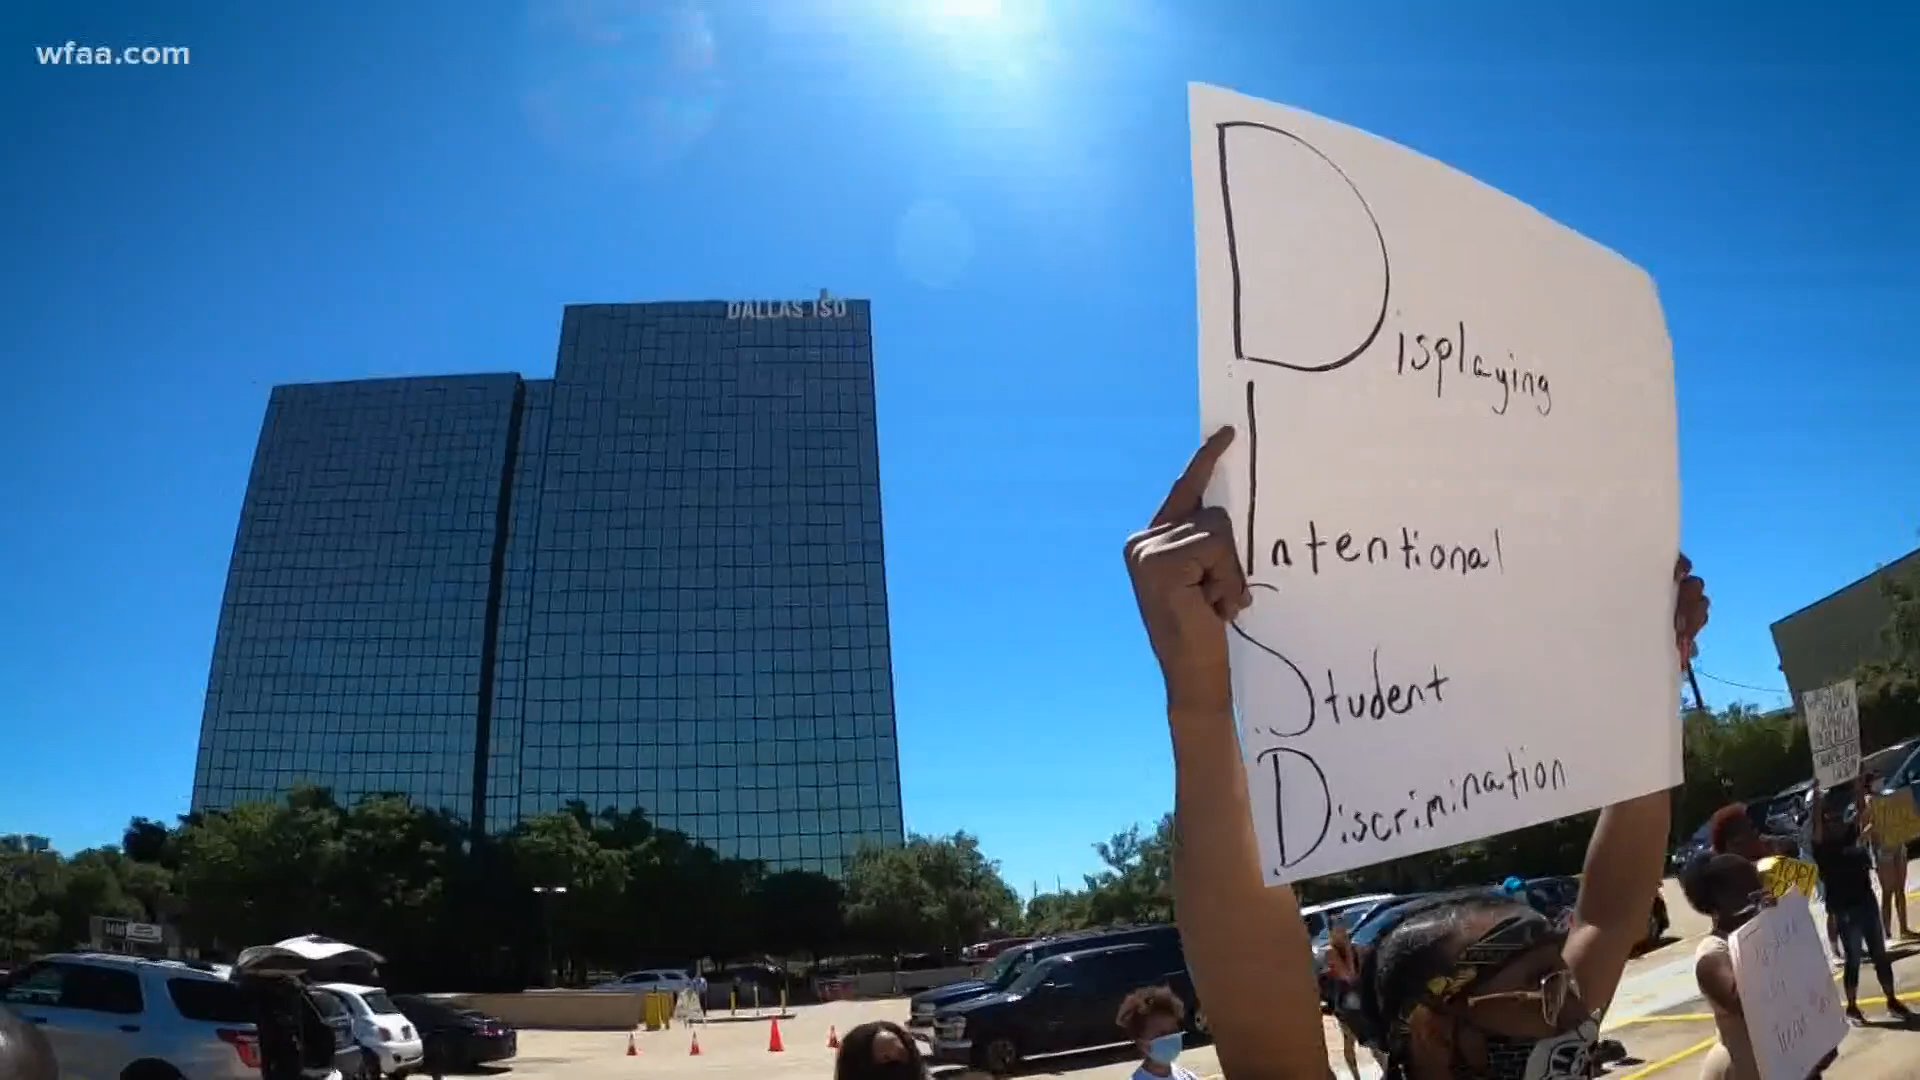 wfaa.com
DALLAS ISD
Displaying
Intentional
Student
Discrimination